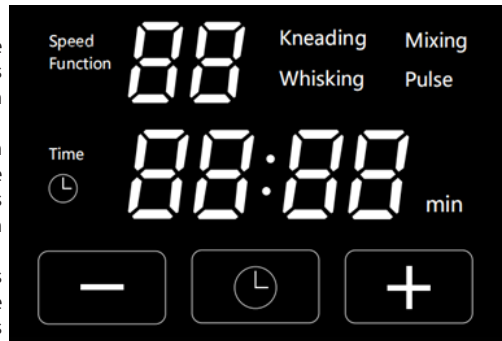 Speed 88 Kneading Mixing
Function Whisking Pulse
Time 88:88 min